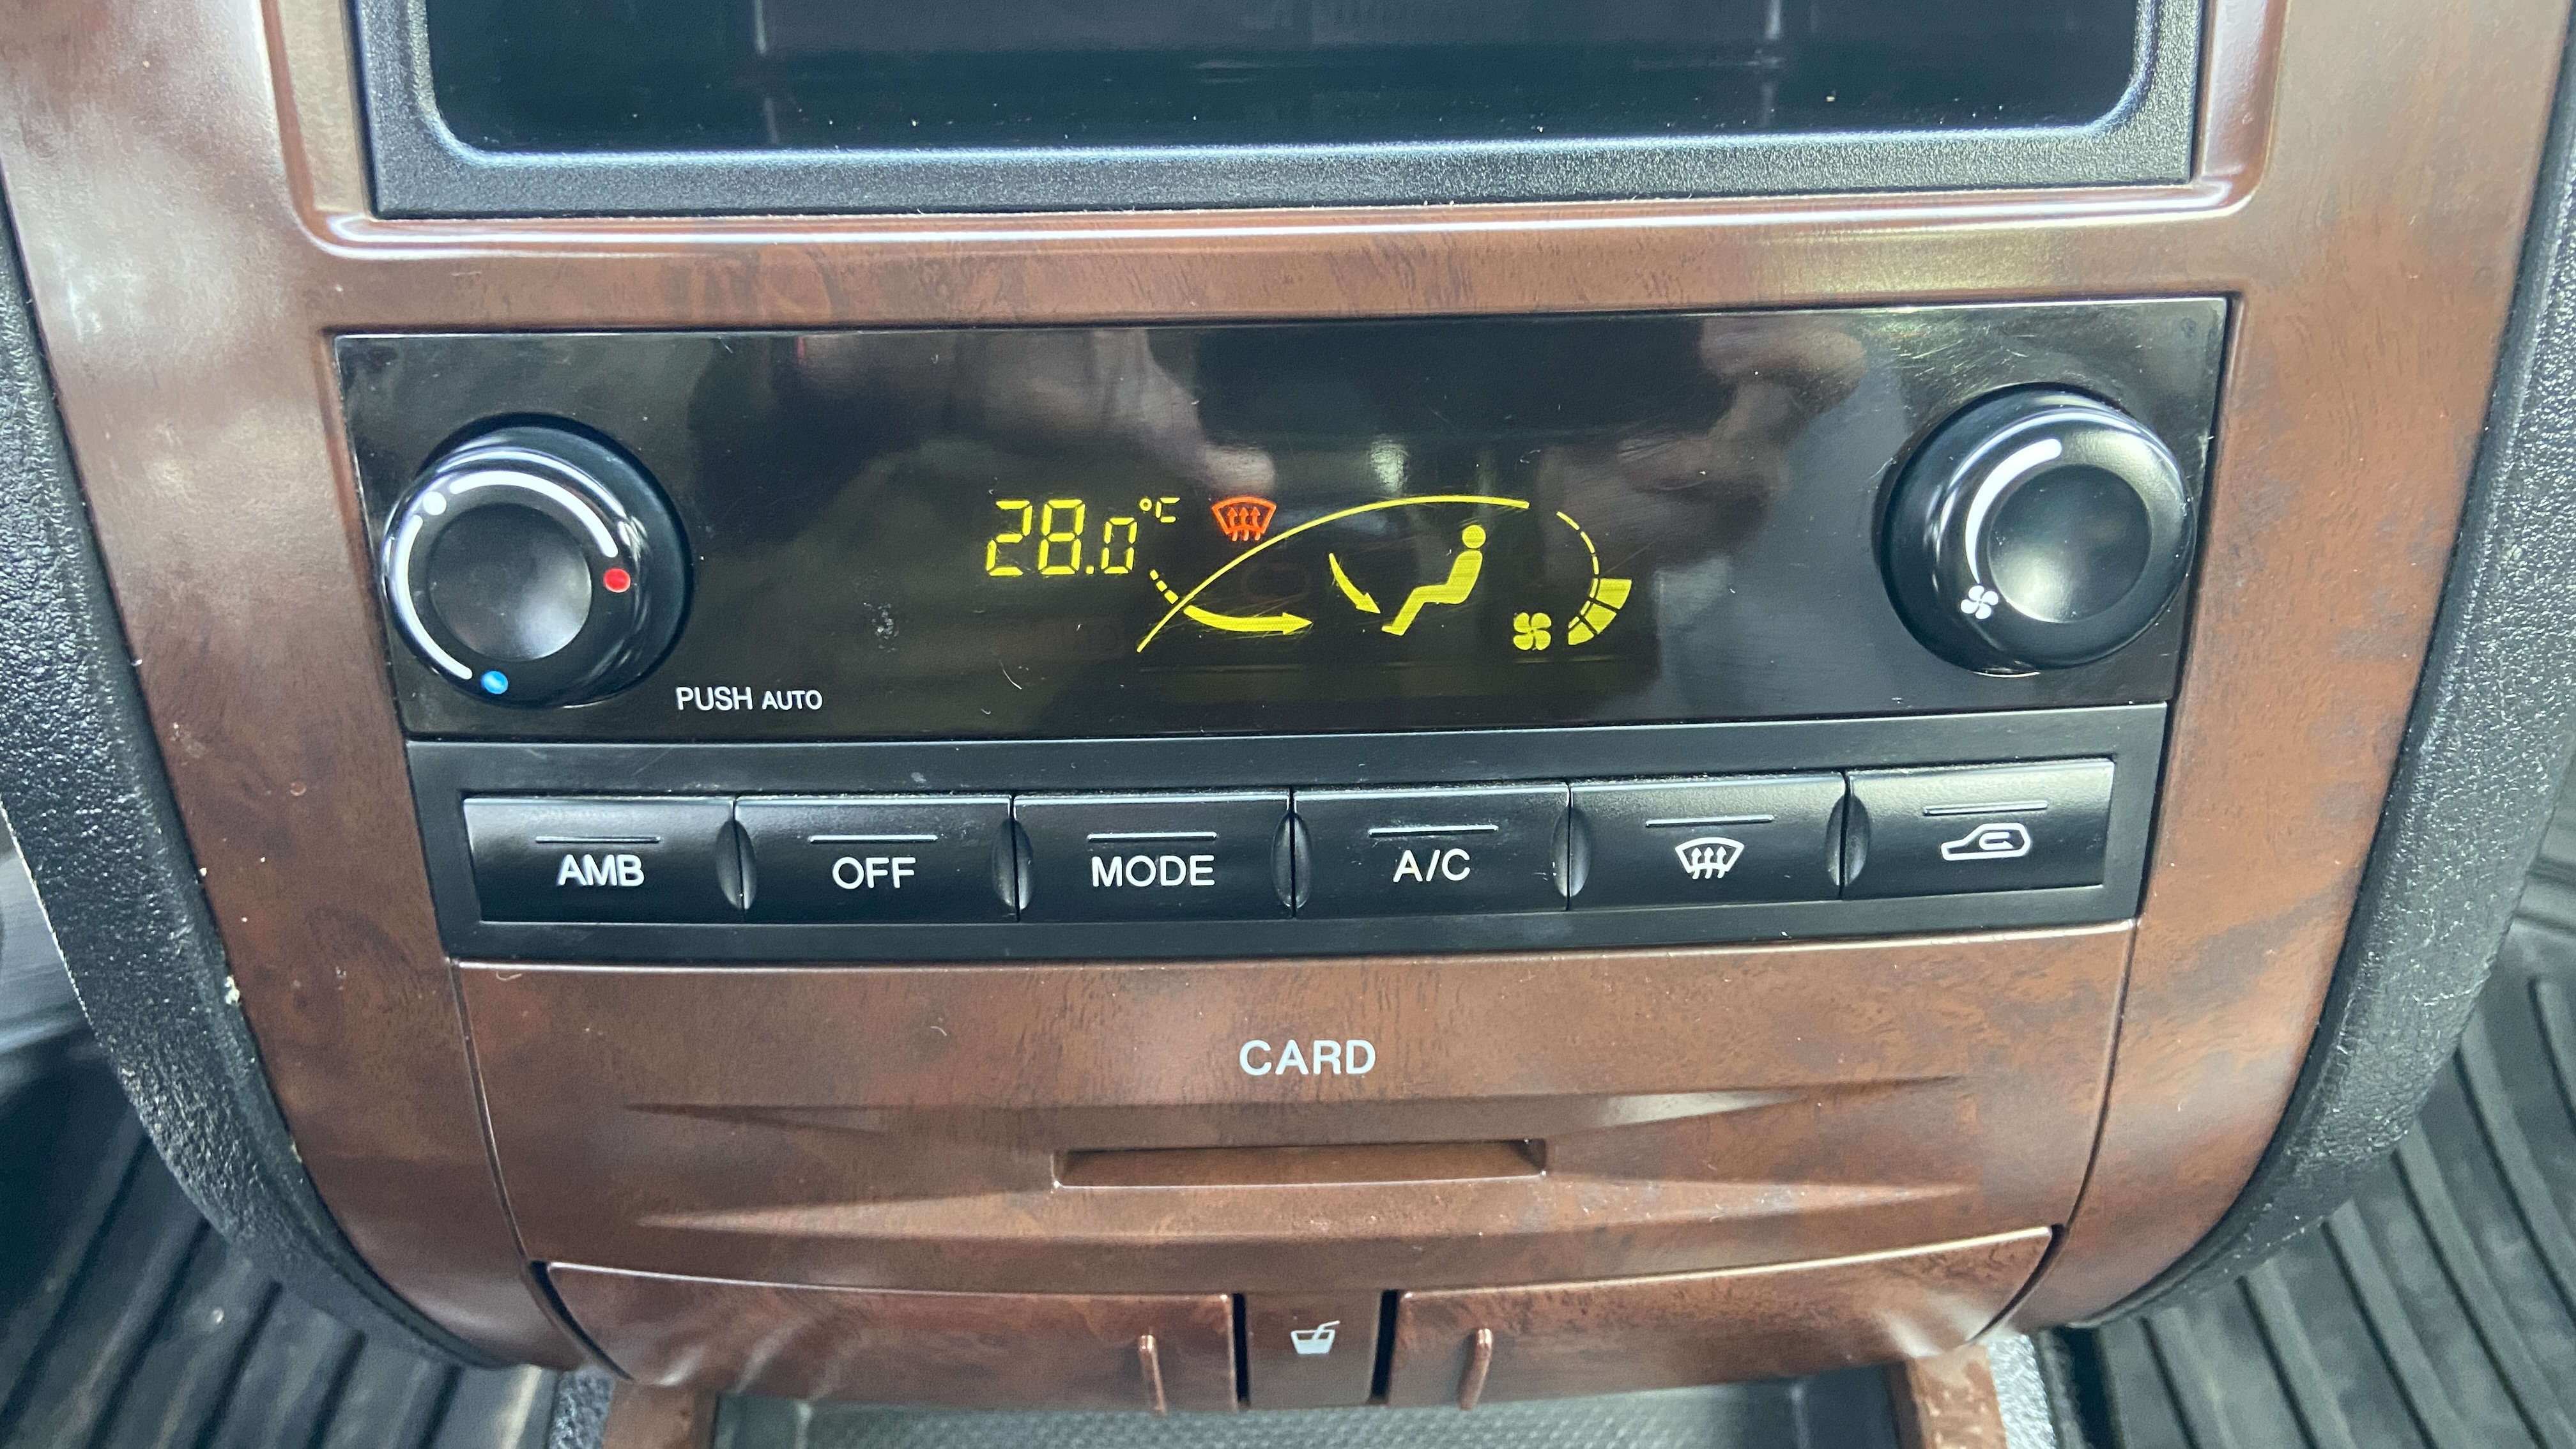 28.0°C
PUSH AUTO
AMB OFF MODE A/C
CARD